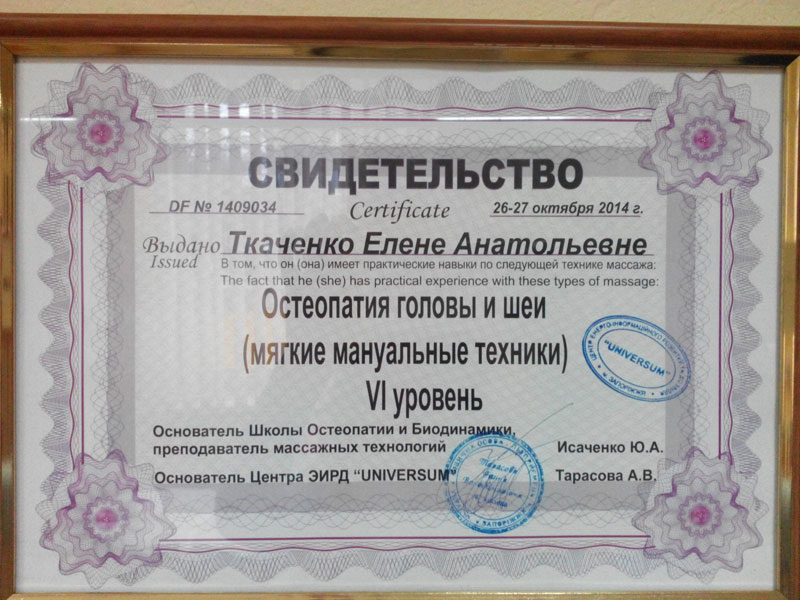 СВИДЕТЕЛЬСТВО
DF № 1409034 Certificate 26-27 октября 2014 г.
Выдано Ткаченко Елене Анатольевне
Issued В том, что он (она) имеет практические навыки по следующей технике массажа:
The fact that he (she) has practical experience with these types of massage:
Остеопатия головы и шеи
(мягкие мануальные техники)
VI уровень
"UNIVERSUM"
ЗАПОРІЖЖЯ
Основатель Школы Остеопатии и Биодинамики,
преподаватель массажных технологий Исаченко Ю.А.
Основатель Центра ЭИРД "UNIVERSUM" Тарасова А.В.